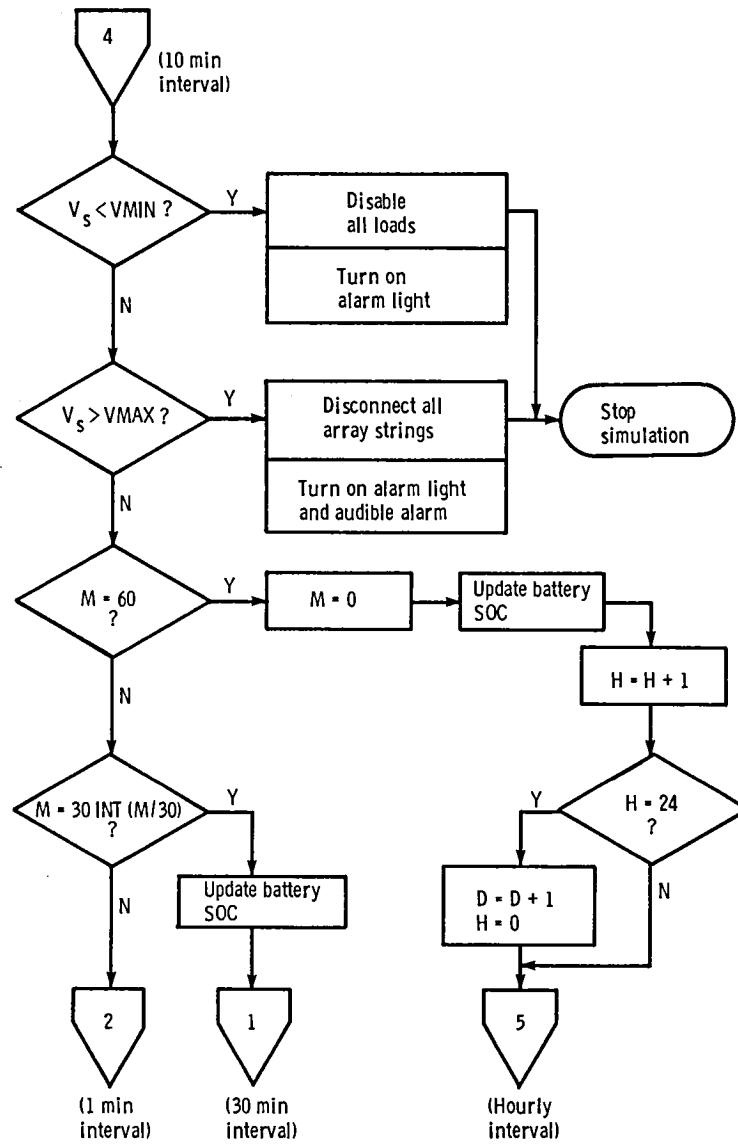 4
(10 min
interval)
V_s < VMIN ?
Y
Disable
all loads
Turn on
alarm light
N
V_s > VMAX ?
Y
Disconnect all
array strings
Stop
simulation
Turn on alarm light
and audible alarm
N
M = 60
?
Y
M = 0
Update battery
SOC
H = H + 1
N
M = 30 INT (M/30)
?
Y
H = 24
?
Y
N
Update battery
SOC
D = D + 1
H = 0
N
2
1
5
(1 min
interval)
(30 min
interval)
(Hourly
interval)